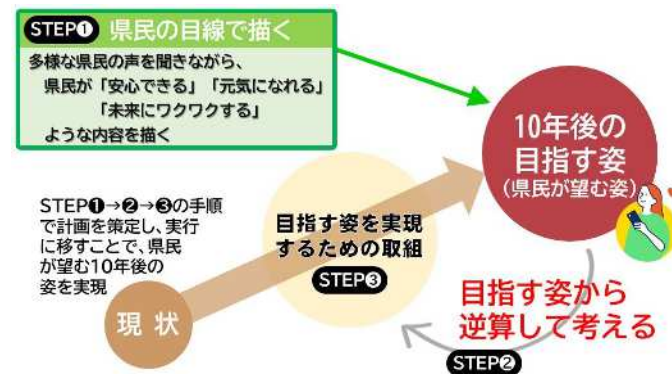 STEP❶ 県民の目線で描く
多様な県民の声を聞きながら、
県民が「安心できる」「元気になれる」
「未来にワクワクする」
ような内容を描く
10年後の
目指す姿
(県民が望む姿)
STEP❶→❷→❸の手順
で計画を策定し、実行
に移すことで、県民
が望む10年後の
姿を実現
目指す姿を実現
するための取組
STEP❸
現 状
目指す姿から
逆算して考える
STEP❷